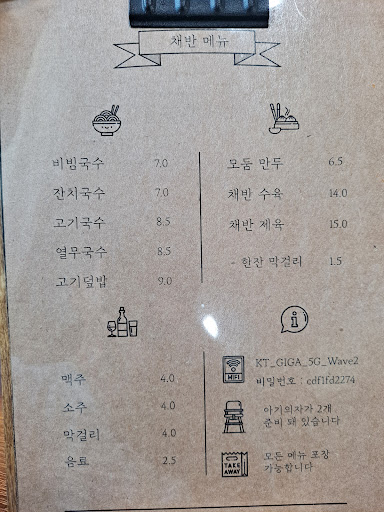 채반 메뉴
비빔국수 7.0
잔치국수 7.0
고기국수 8.5
열무국수 8.5
고기덮밥 9.0
모둠 만두 6.5
채반 수육 14.0
채반 제육 15.0
- 한잔 막걸리 1.5
맥주 4.0
소주 4.0
막걸리 4.0
음료 2.5
WIFI
KT_GIGA_5G_Wave2
비밀번호 : cdf1fd2274
아기의자가 2개
준비 돼 있습니다
TAKE
AWAY
모든 메뉴 포장
가능합니다